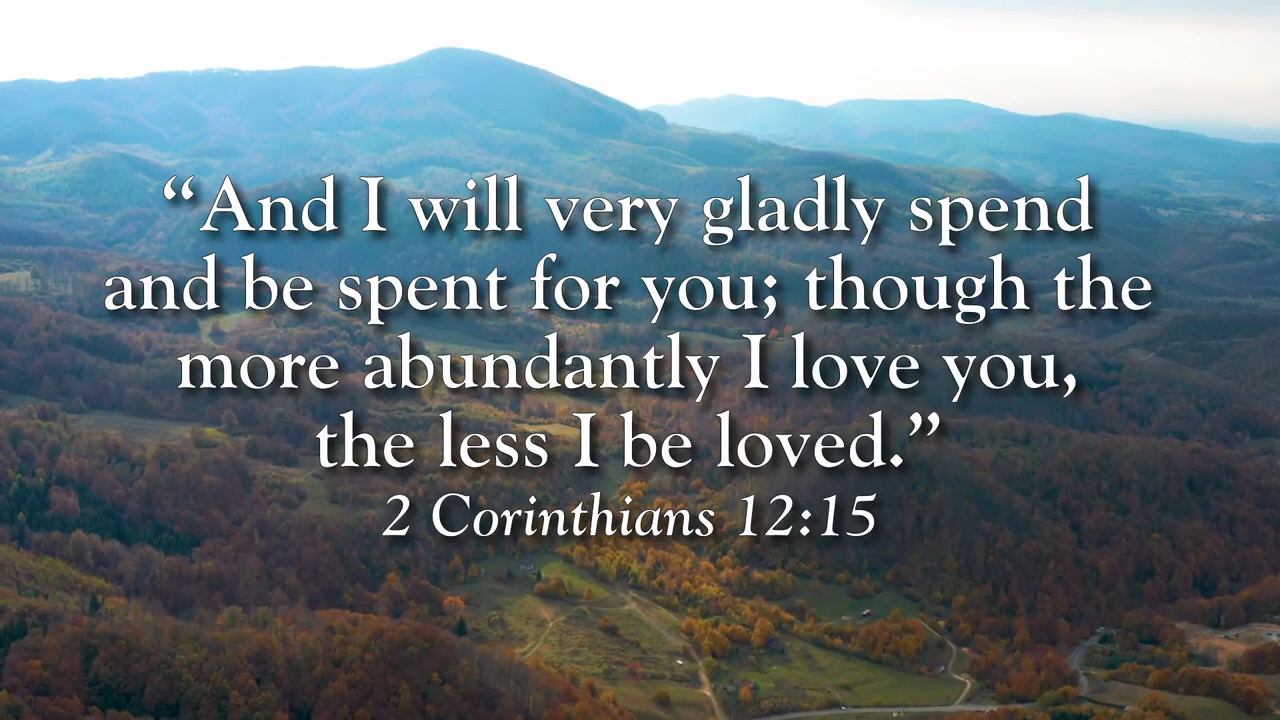 “And I will very gladly spend
and be spent for you; though the
more abundantly I love you,
the less I be loved.”
2 Corinthians 12:15